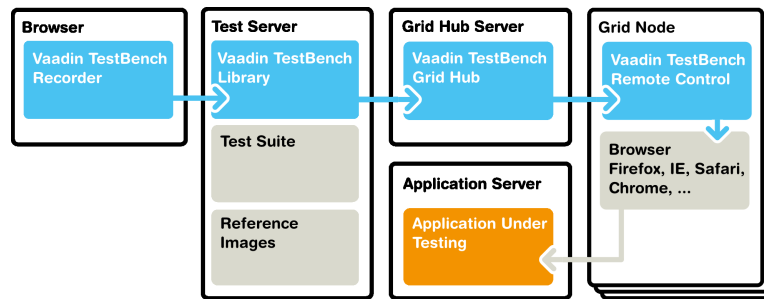 Browser
Vaadin TestBench
Recorder
Test Server
Vaadin TestBench
Library
Test Suite
Reference
Images
Grid Hub Server
Vaadin TestBench
Grid Hub
Application Server
Application Under
Testing
Grid Node
Vaadin TestBench
Remote Control
Browser
Firefox, IE, Safari,
Chrome, ...